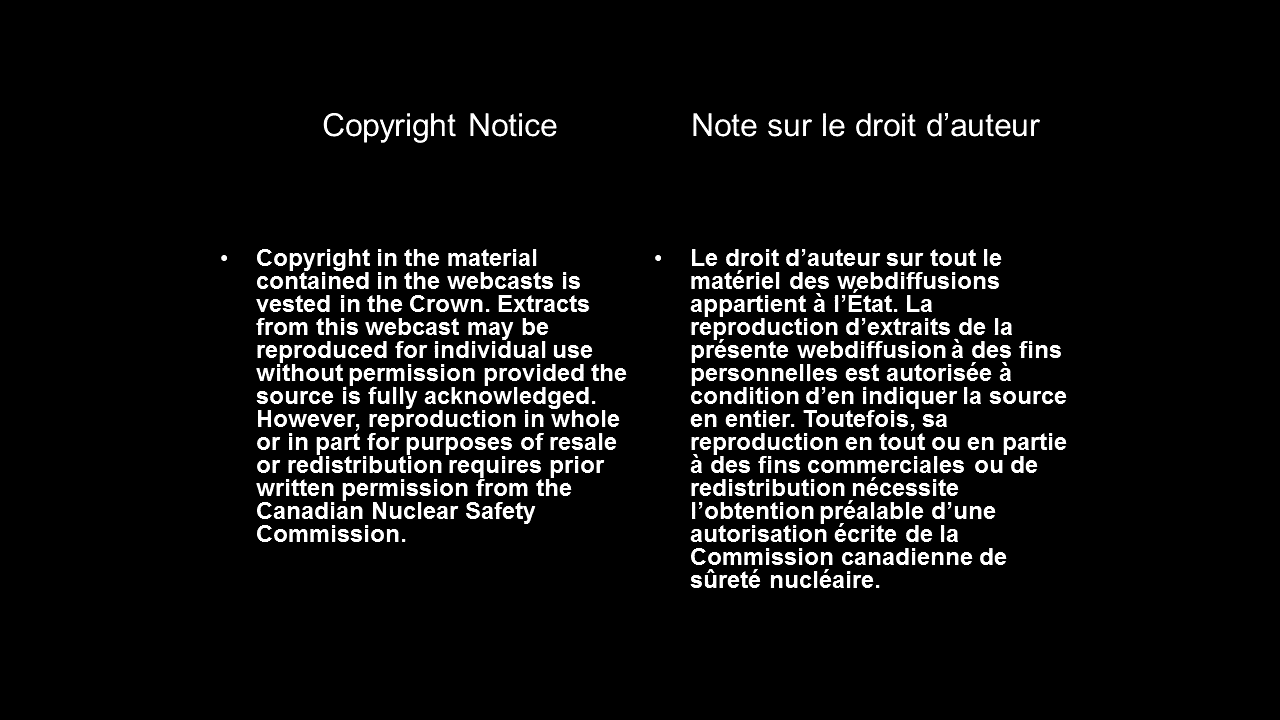 Copyright Notice
• Copyright in the material
contained in the webcasts is
vested in the Crown. Extracts
from this webcast may be
reproduced for individual use
without permission provided the
source is fully acknowledged.
However, reproduction in whole
or in part for purposes of resale
or redistribution requires prior
written permission from the
Canadian Nuclear Safety
Commission.
Note sur le droit d’auteur
• Le droit d’auteur sur tout le
matériel des webdiffusions
appartient à l’État. La
reproduction d’extraits de la
présente webdiffusion à des fins
personnelles est autorisée à
condition d’en indiquer la source
en entier. Toutefois, sa
reproduction en tout ou en partie
à des fins commerciales ou de
redistribution nécessite
l’obtention préalable d’une
autorisation écrite de la
Commission canadienne de
sûreté nucléaire.